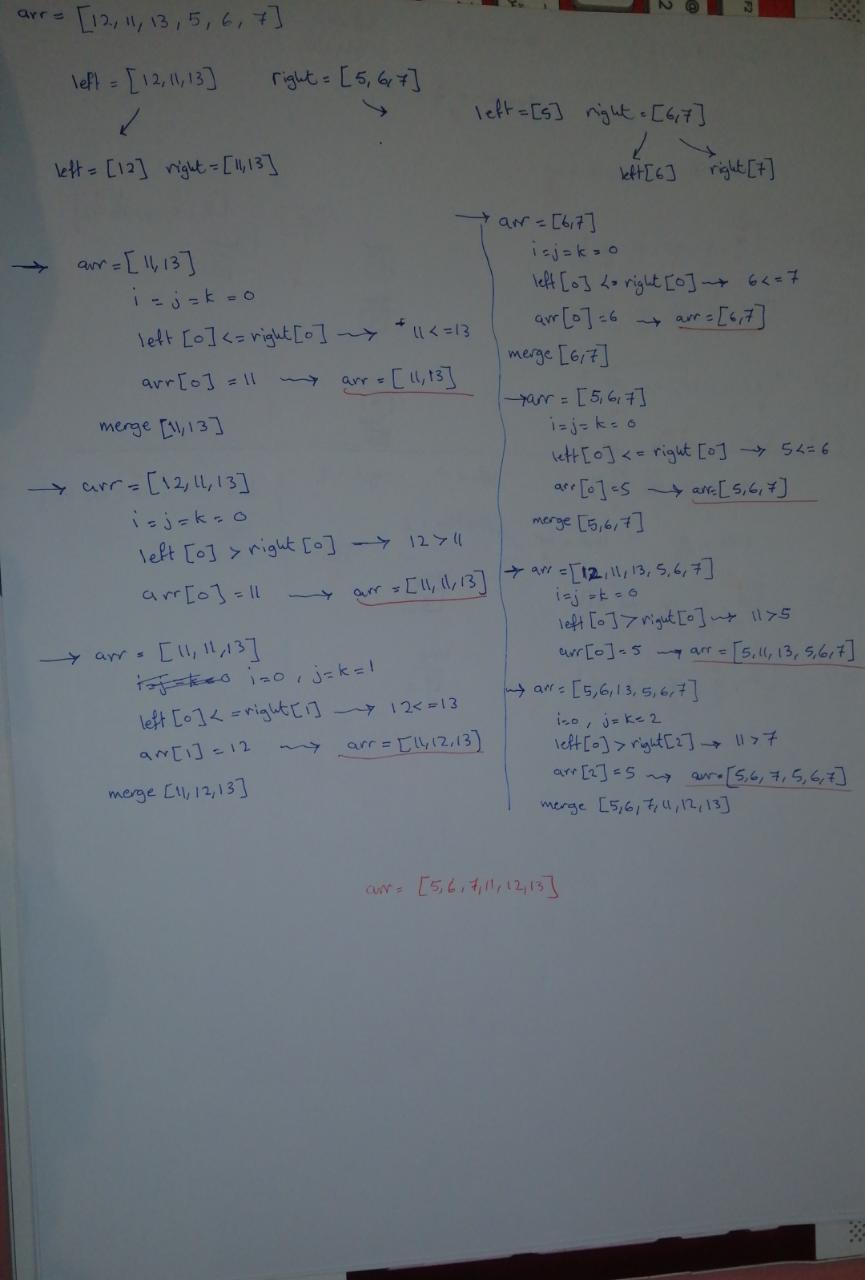 arr = [12, 11, 13, 5, 6, 7]
left = [12, 11, 13] right = [5, 6, 7]
left = [5] right = [6,7]
left = [12] right = [11,13]
left [6] right [7]
→ arr = [11, 13]
i = j = k = 0
left [0] <= right [0] → 11 <= 13
arr [0] = 11 → arr = [11, 13]
merge [11, 13]
→ arr = [12, 11, 13]
i = j = k = 0
left [0] > right [0] → 12 > 11
arr [0] = 11 → arr = [11, 11, 13]
→ arr = [11, 11, 13]
i=j=k=0 i=0 , j=k=1
left [0] <= right [1] → 12 <= 13
arr [1] = 12 → arr = [11, 12, 13]
merge [11, 12, 13]
→ arr = [6,7]
i=j=k=0
left [0] <= right [0] → 6 <= 7
arr [0] = 6 → arr = [6,7]
merge [6,7]
→ arr = [5, 6, 7]
i=j=k=0
left [0] <= right [0] → 5 <= 6
arr [0] = 5 → arr = [5, 6, 7]
merge [5, 6, 7]
→ arr = [12, 11, 13, 5, 6, 7]
i=j=k=0
left [0] > right [0] → 11 > 5
arr [0] = 5 → arr = [5, 11, 13, 5, 6, 7]
→ arr = [5, 6, 13, 5, 6, 7]
i=0 , j=k=2
left [0] > right [2] → 11 > 7
arr [2] = 5 → arr = [5, 6, 7, 5, 6, 7]
merge [5, 6, 7, 11, 12, 13]
arr = [5, 6, 7, 11, 12, 13]